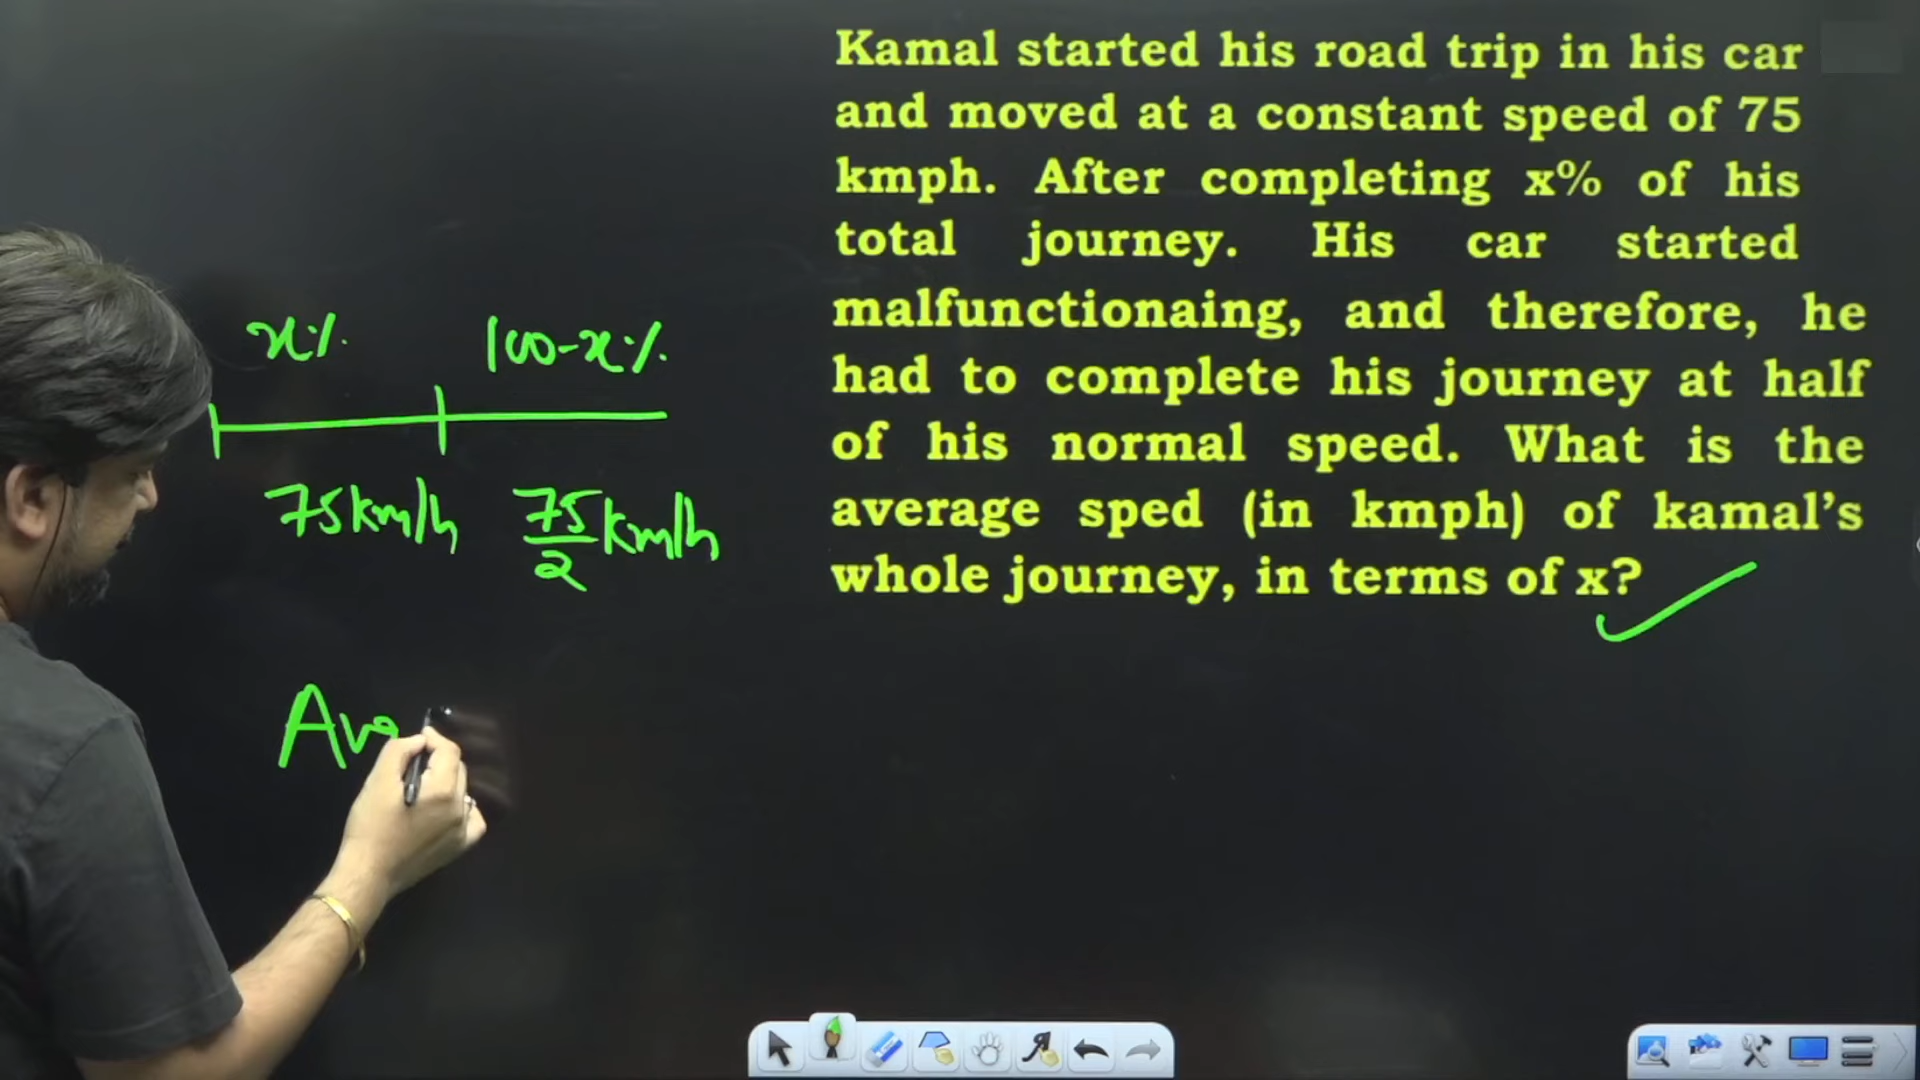 Kamal started his road trip in his car
and moved at a constant speed of 75
kmph. After completing x% of his
total journey. His car started
malfunctionaing, and therefore, he
had to complete his journey at half
of his normal speed. What is the
average sped (in kmph) of kamal's
whole journey, in terms of x?
x% 100-x%
75km/h 75/2 km/h
Ave